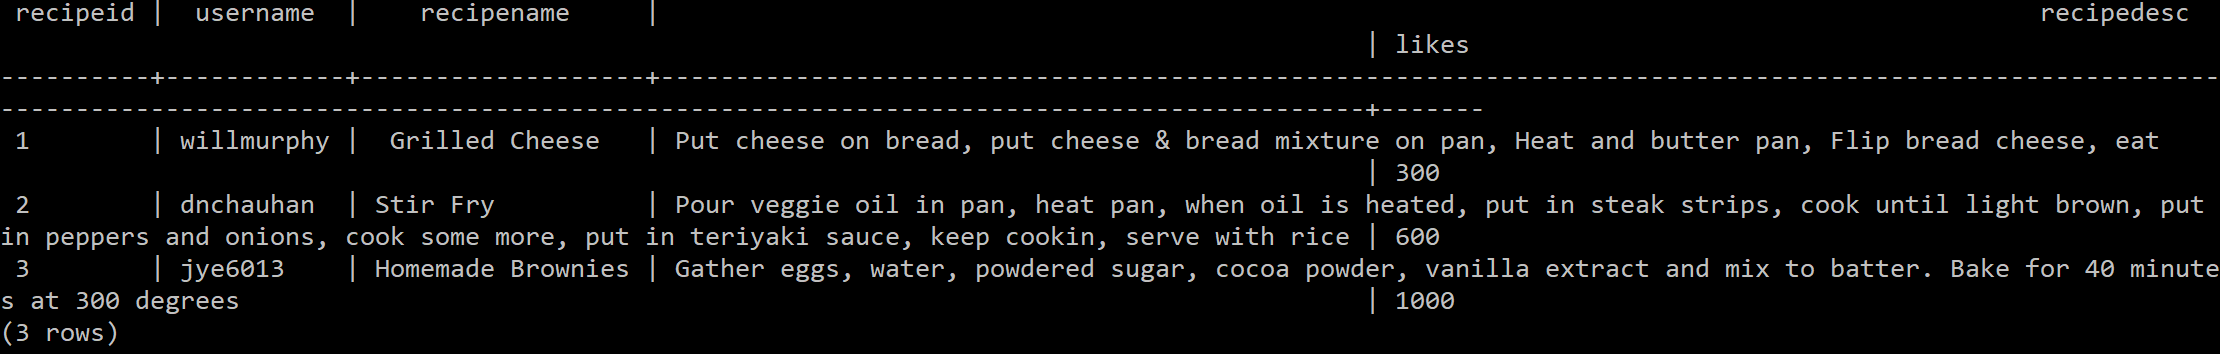 recipeid |  username  |    recipename     |                                                                                            recipedesc
                                                                                           | likes
----------+------------+-------------------+--------------------------------------------------------------------------------------------------------
-------------------------------------------------------------------------------------------+-------
 1        | willmurphy |  Grilled Cheese   | Put cheese on bread, put cheese & bread mixture on pan, Heat and butter pan, Flip bread cheese, eat
                                                                                           | 300
 2        | dnchauhan  | Stir Fry          | Pour veggie oil in pan, heat pan, when oil is heated, put in steak strips, cook until light brown, put
in peppers and onions, cook some more, put in teriyaki sauce, keep cookin, serve with rice | 600
 3        | jye6013    | Homemade Brownies | Gather eggs, water, powdered sugar, cocoa powder, vanilla extract and mix to batter. Bake for 40 minute
s at 300 degrees                                                                           | 1000
(3 rows)